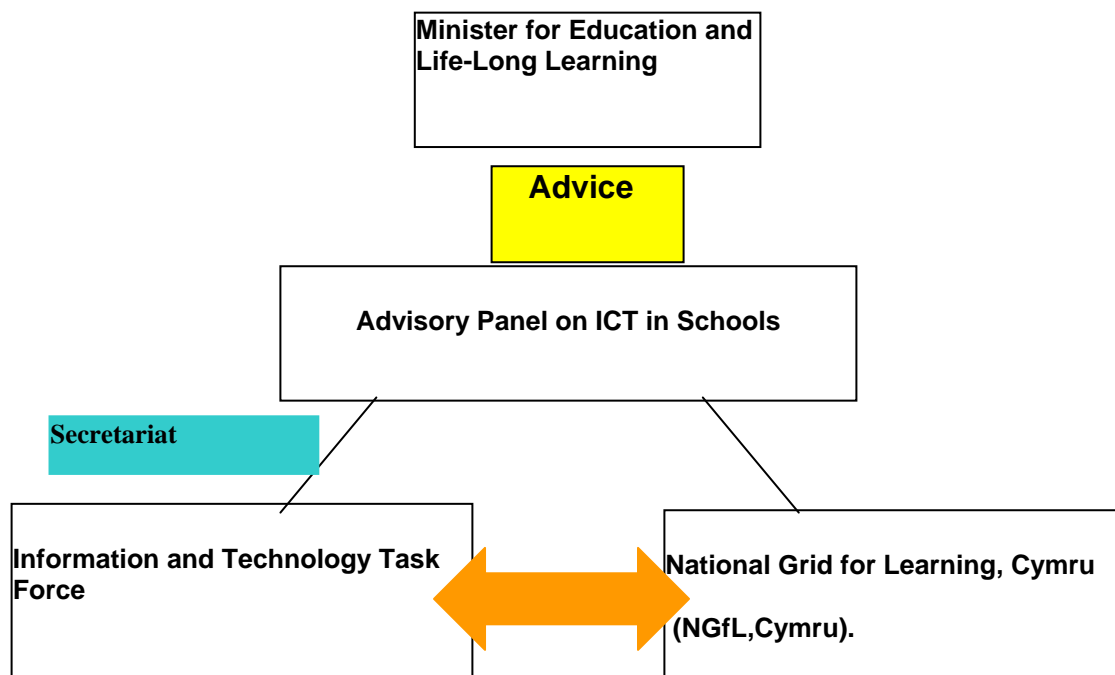 Minister for Education and
Life-Long Learning
Advice
Advisory Panel on ICT in Schools
Secretariat
Information and Technology Task
Force
National Grid for Learning, Cymru
(NGfL,Cymru).